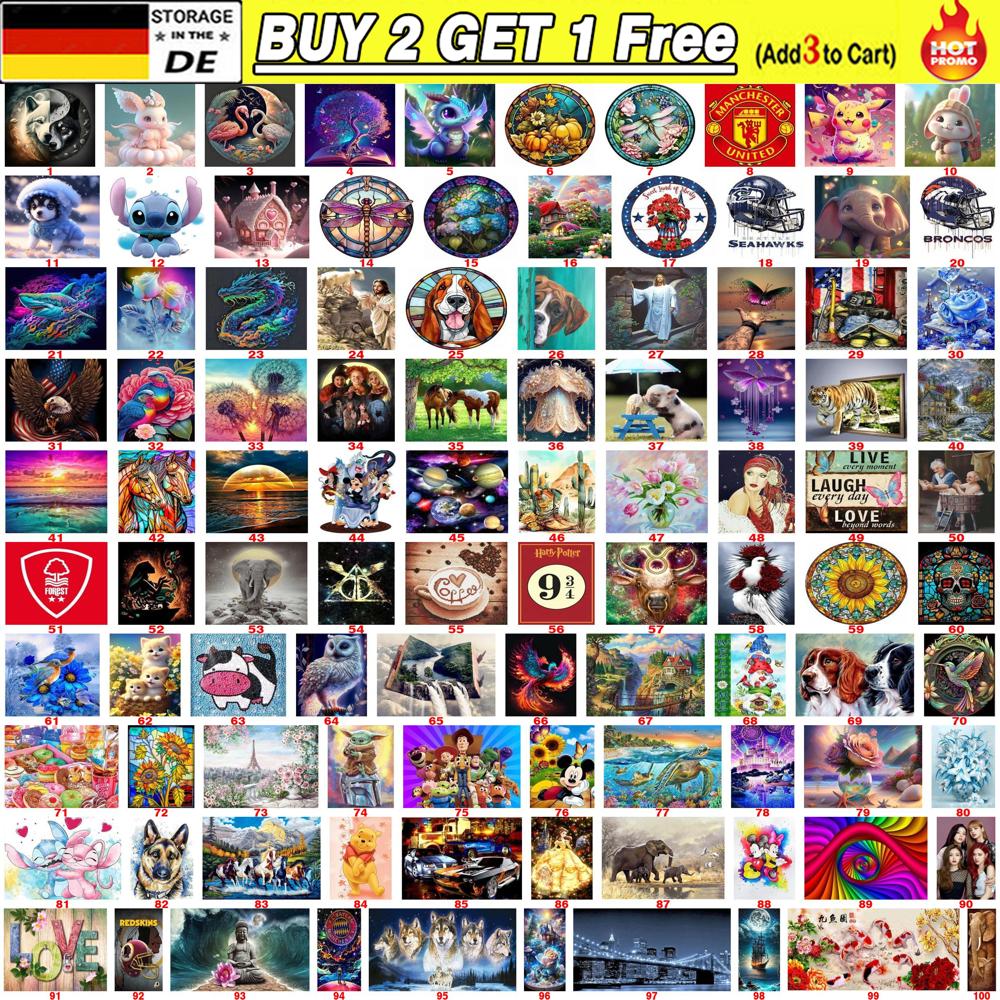 STORAGE
IN THE
DE
BUY 2 GET 1 Free
(Add 3 to Cart)
HOT
PROMO
MANCHESTER
UNITED
1 2 3 4 5 6 7 8 9 10
SEAHAWKS
BRONCOS
11 12 13 14 15 16 17 18 19 20
21 22 23 24 25 26 27 28 29 30
31 32 33 34 35 36 37 38 39 40
LIVE
every moment
LAUGH
every day
LOVE
beyond words
41 42 43 44 45 46 47 48 49 50
FOREST
Coffee
Harry Potter
9 3/4
51 52 53 54 55 56 57 58 59 60
61 62 63 64 65 66 67 68 69 70
71 72 73 74 75 76 77 78 79 80
81 82 83 84 85 86 87 88 89 90
LOVE
REDSKINS
九鱼图
91 92 93 94 95 96 97 98 99 100